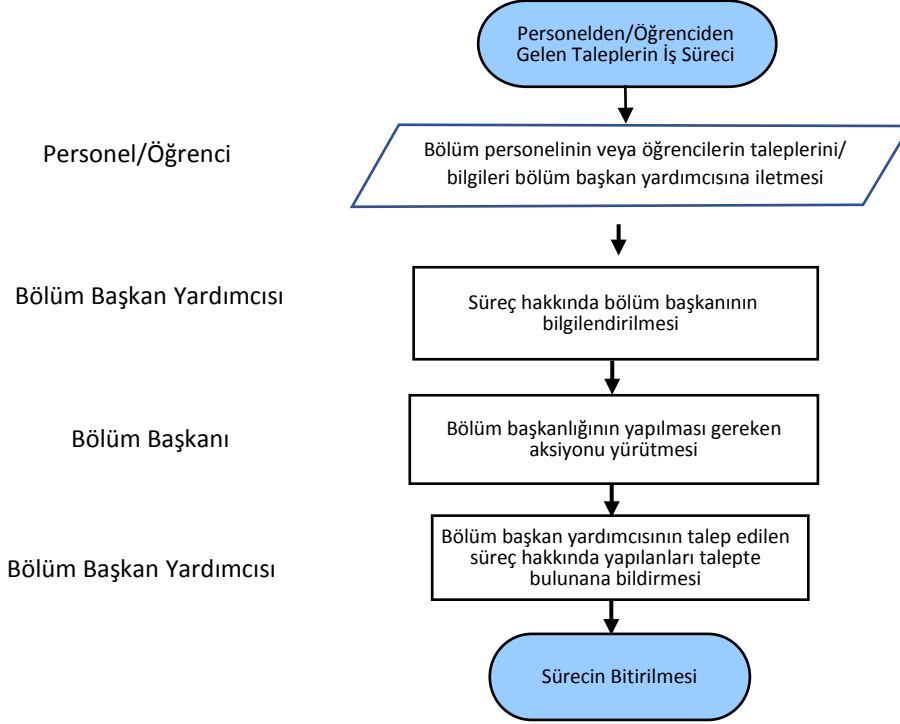 Personelden/Öğrenciden
Gelen Taleplerin İş Süreci
Personel/Öğrenci
Bölüm personelinin veya öğrencilerin taleplerini/
bilgileri bölüm başkan yardımcısına iletmesi
Bölüm Başkan Yardımcısı
Süreç hakkında bölüm başkanının
bilgilendirilmesi
Bölüm Başkanı
Bölüm başkanlığının yapılması gereken
aksiyonu yürütmesi
Bölüm Başkan Yardımcısı
Bölüm başkan yardımcısının talep edilen
süreç hakkında yapılanları talepte
bulunana bildirmesi
Sürecin Bitirilmesi